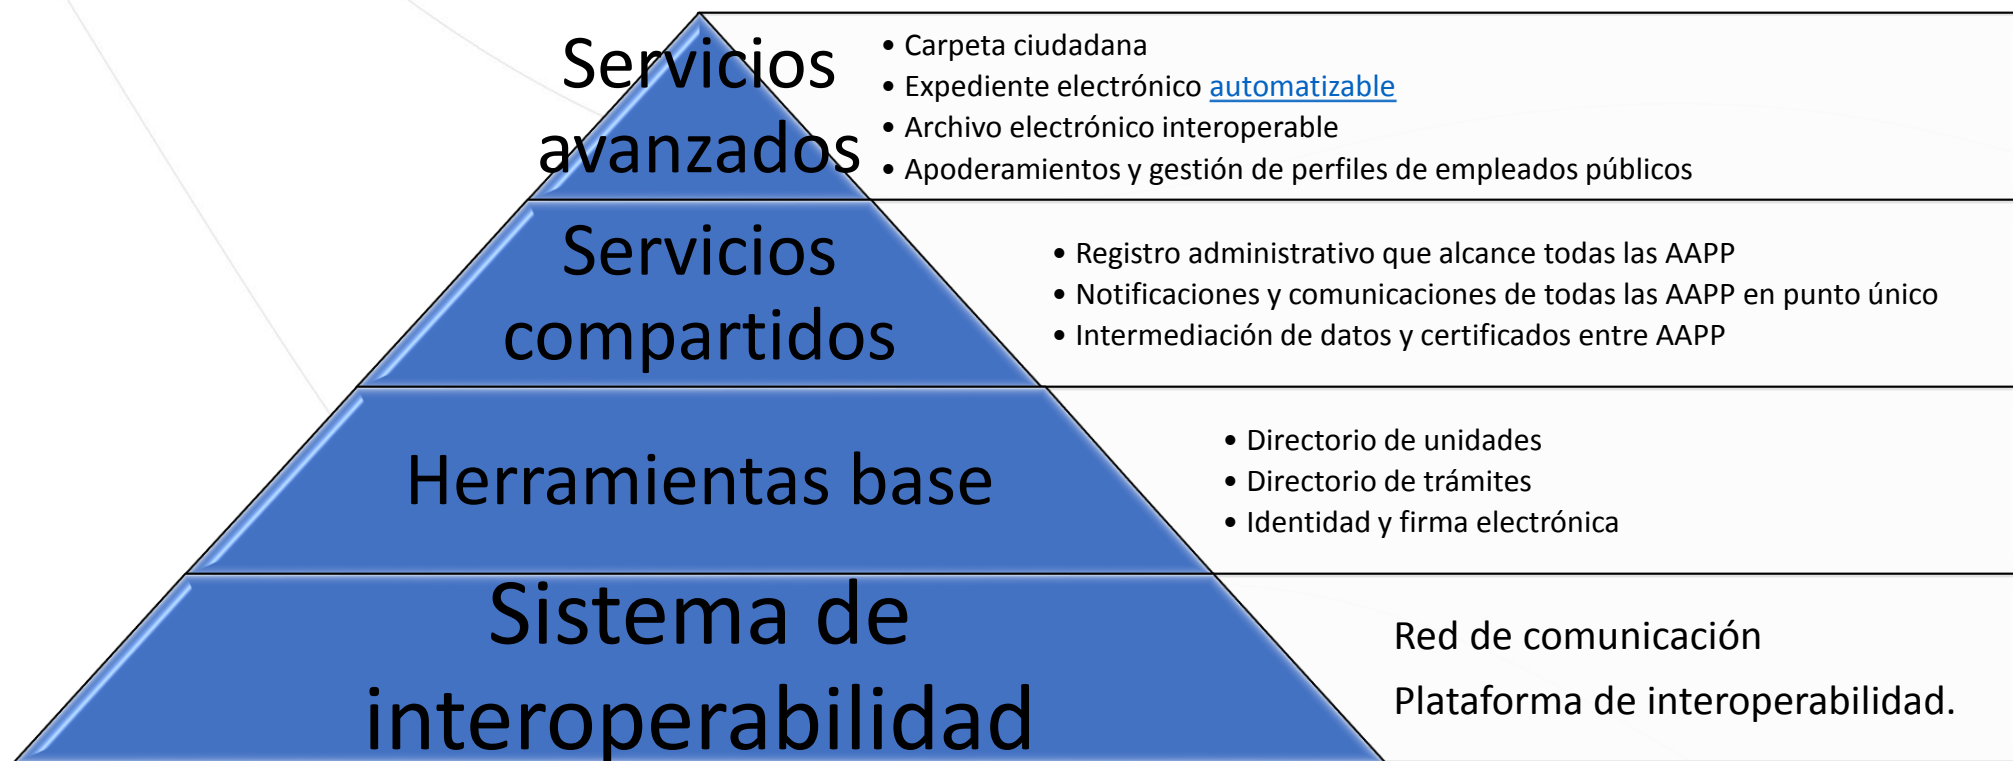 Servicios
avanzados
• Carpeta ciudadana
• Expediente electrónico automatizable
• Archivo electrónico interoperable
• Apoderamientos y gestión de perfiles de empleados públicos
Servicios
compartidos
• Registro administrativo que alcance todas las AAPP
• Notificaciones y comunicaciones de todas las AAPP en punto único
• Intermediación de datos y certificados entre AAPP
Herramientas base
• Directorio de unidades
• Directorio de trámites
• Identidad y firma electrónica
Sistema de
interoperabilidad
Red de comunicación
Plataforma de interoperabilidad.